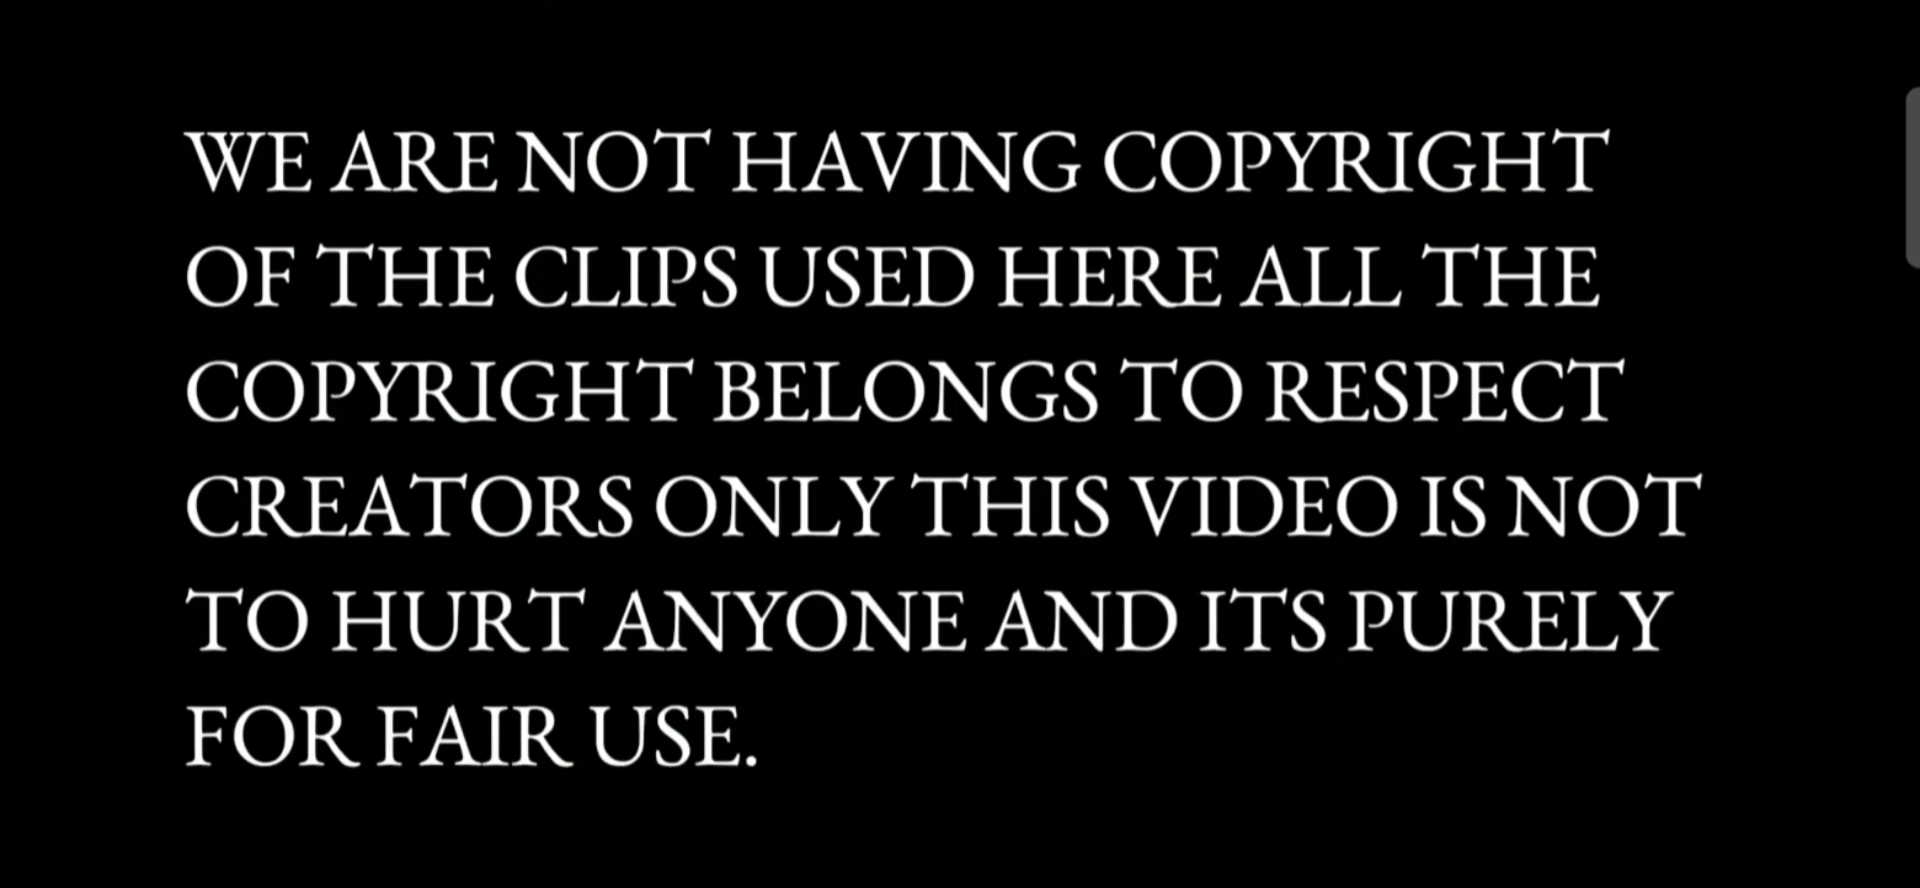 WE ARE NOT HAVING COPYRIGHT
OF THE CLIPS USED HERE ALL THE
COPYRIGHT BELONGS TO RESPECT
CREATORS ONLY THIS VIDEO IS NOT
TO HURT ANYONE AND ITS PURELY
FOR FAIR USE.